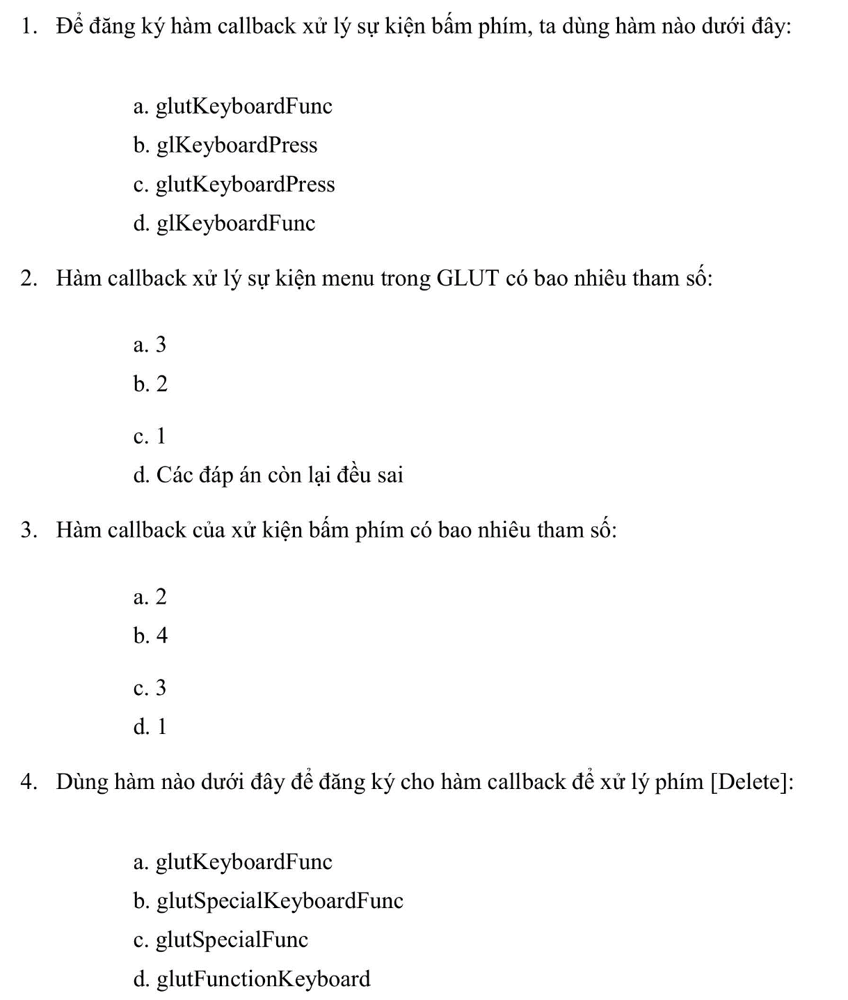 1. Để đăng ký hàm callback xử lý sự kiện bấm phím, ta dùng hàm nào dưới đây:
a. glutKeyboardFunc
b. glKeyboardPress
c. glutKeyboardPress
d. glKeyboardFunc
2. Hàm callback xử lý sự kiện menu trong GLUT có bao nhiêu tham số:
a. 3
b. 2
c. 1
d. Các đáp án còn lại đều sai
3. Hàm callback của xử kiện bấm phím có bao nhiêu tham số:
a. 2
b. 4
c. 3
d. 1
4. Dùng hàm nào dưới đây để đăng ký cho hàm callback để xử lý phím [Delete]:
a. glutKeyboardFunc
b. glutSpecialKeyboardFunc
c. glutSpecialFunc
d. glutFunctionKeyboard